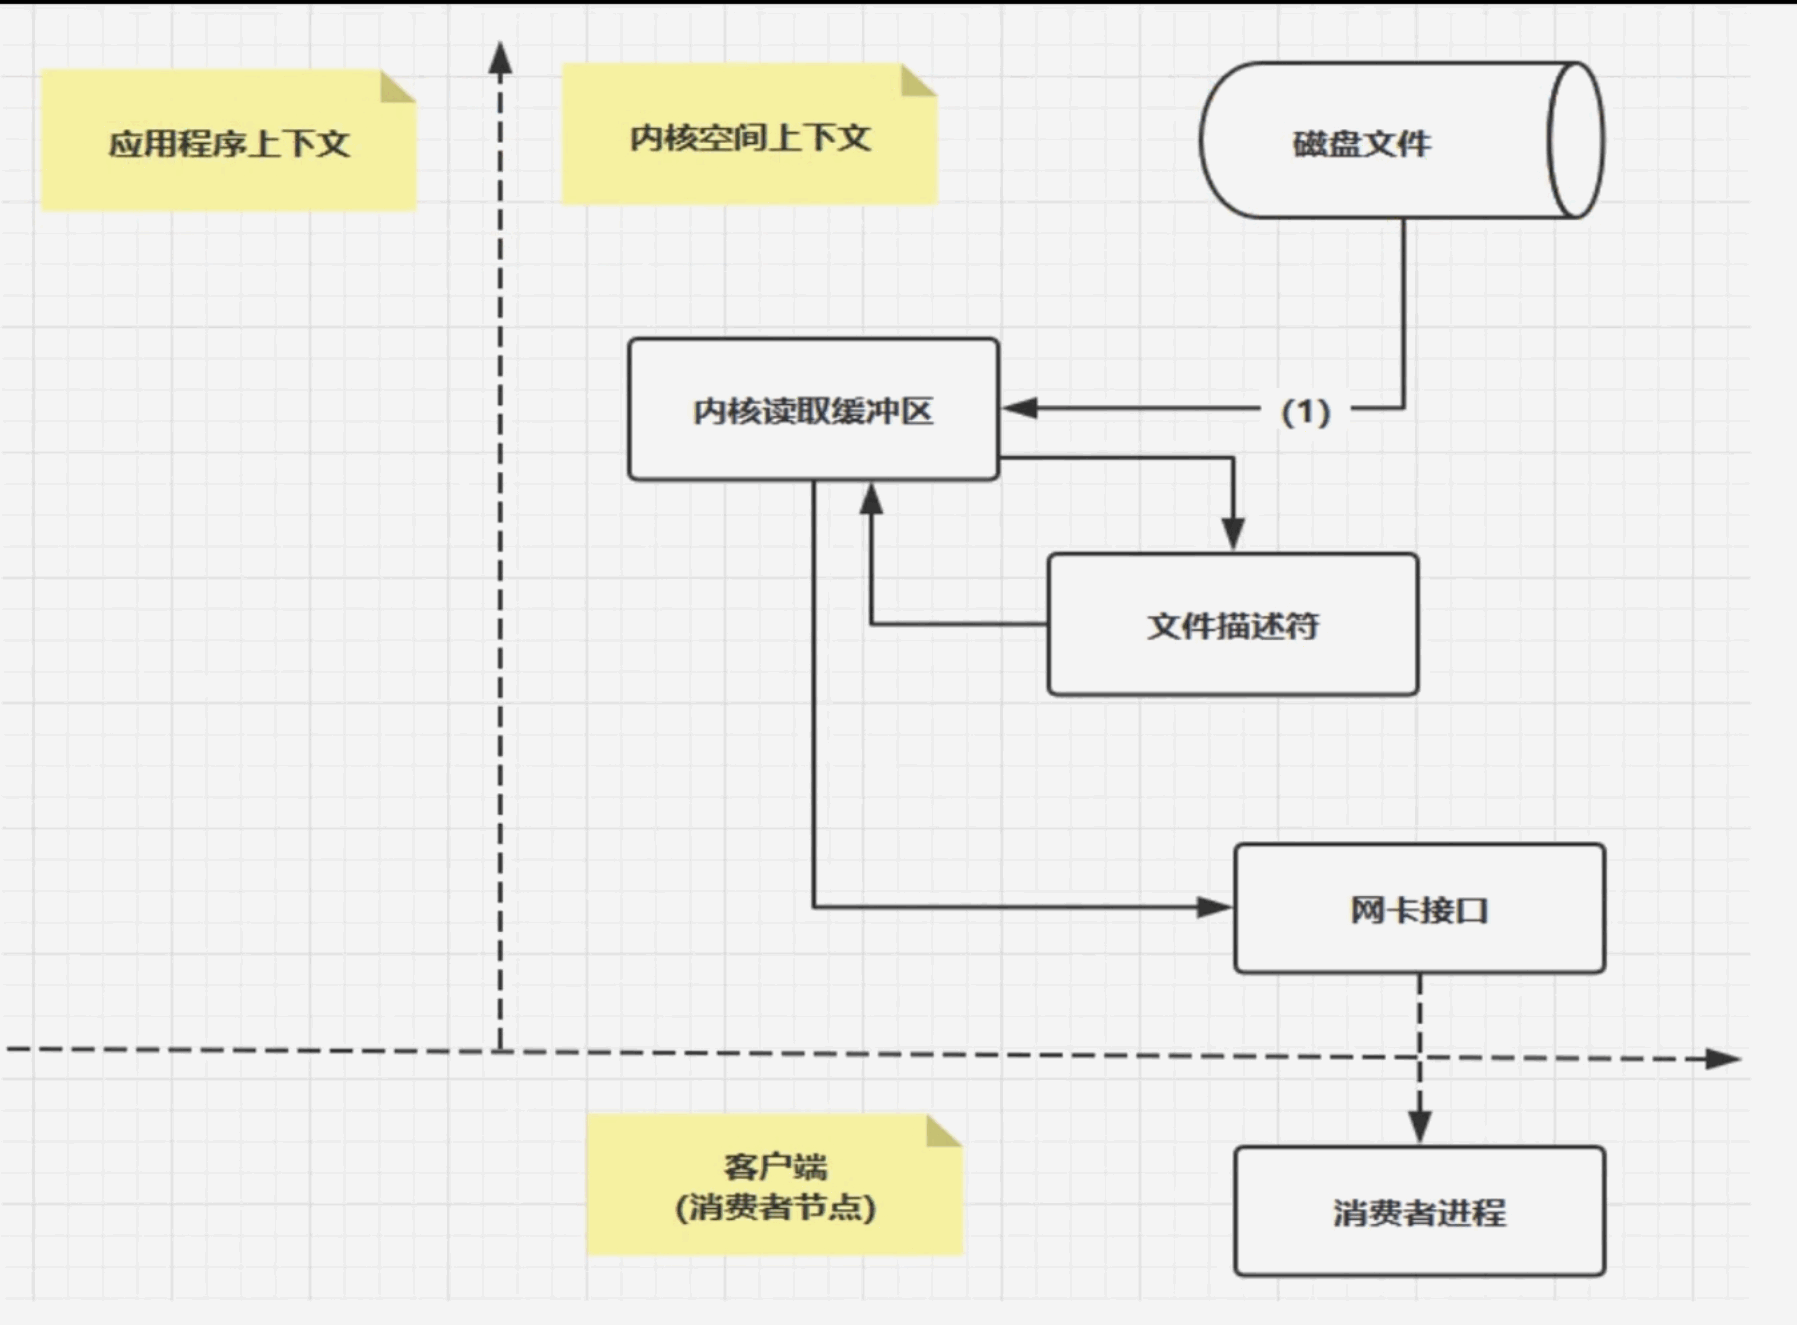 应用程序上下文
内核空间上下文
磁盘文件
内核读取缓冲区
(1)
文件描述符
网卡接口
客户端
(消费者节点)
消费者进程